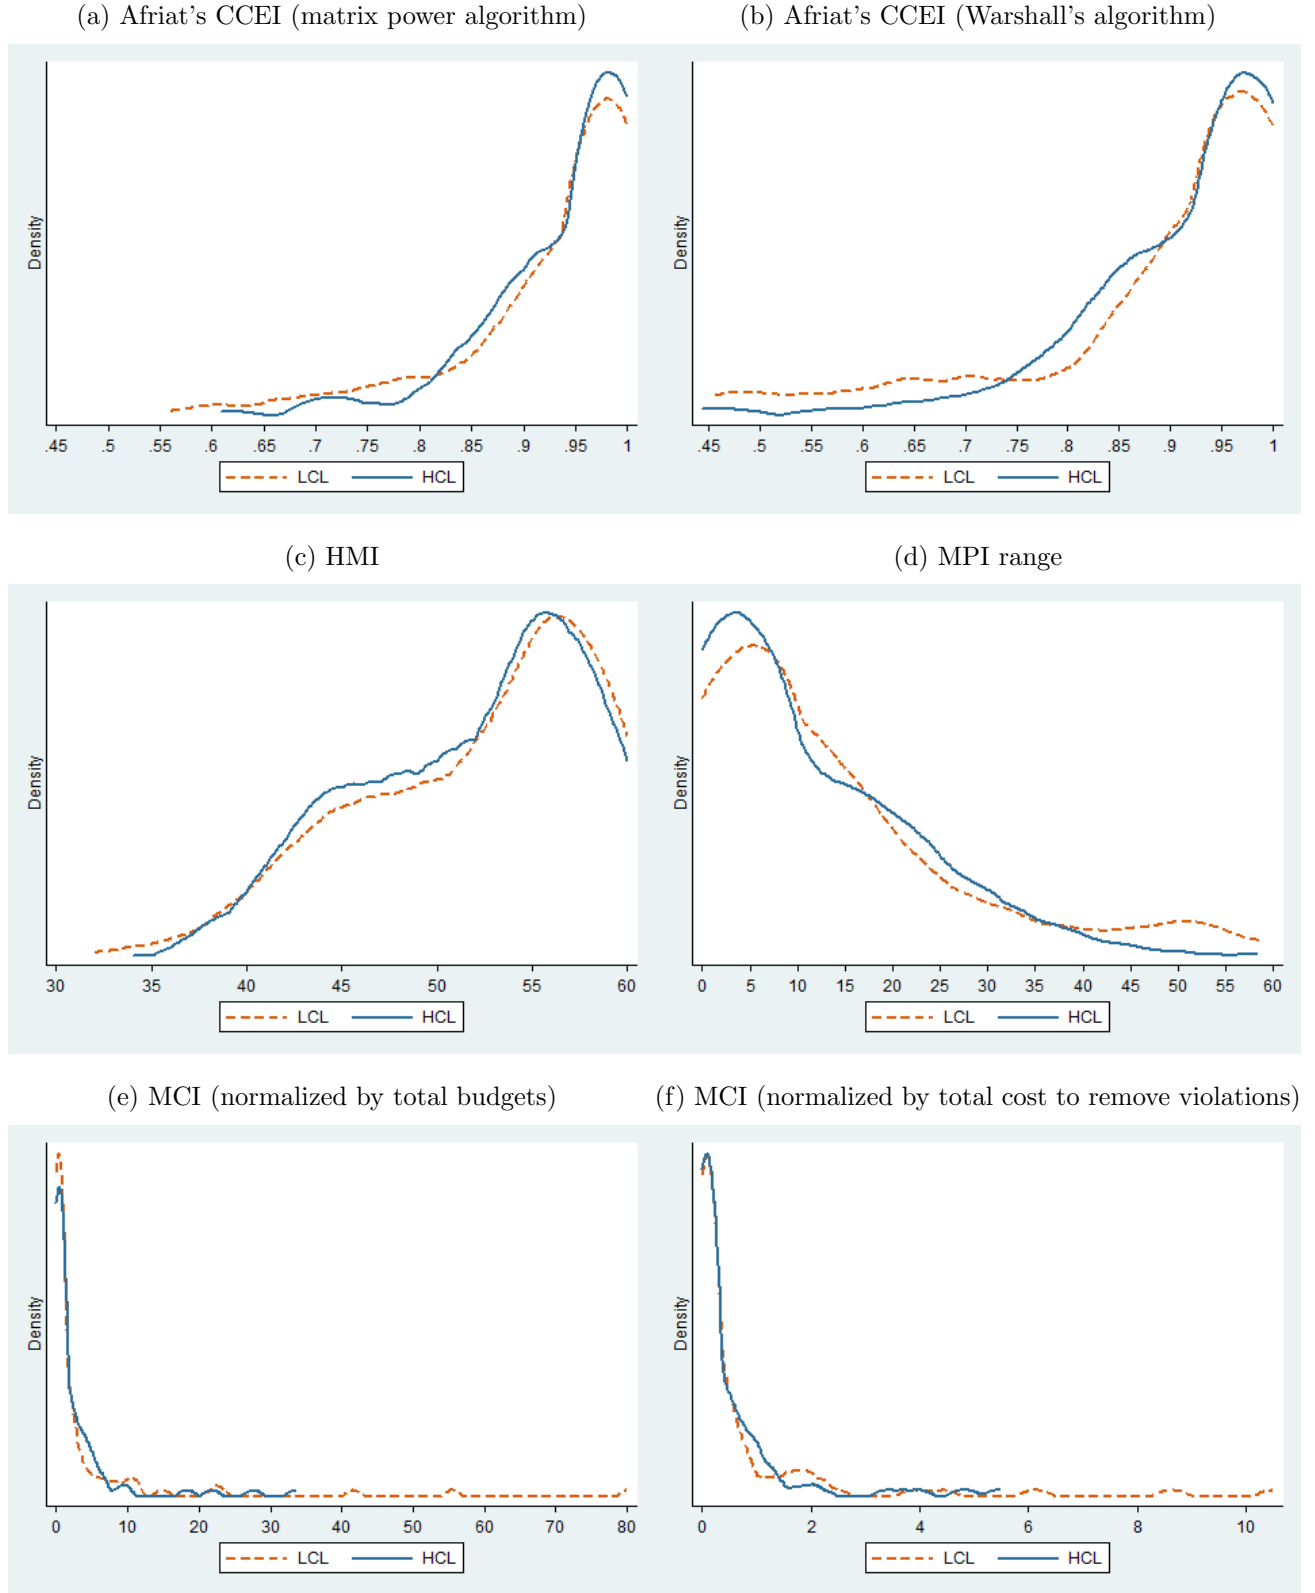 (a) Afriat's CCEI (matrix power algorithm)
(b) Afriat's CCEI (Warshall's algorithm)
Density
.45 .5 .55 .6 .65 .7 .75 .8 .85 .9 .95 1
LCL HCL
Density
.45 .5 .55 .6 .65 .7 .75 .8 .85 .9 .95 1
LCL HCL
(c) HMI
(d) MPI range
Density
30 35 40 45 50 55 60
LCL HCL
Density
0 5 10 15 20 25 30 35 40 45 50 55 60
LCL HCL
(e) MCI (normalized by total budgets)
(f) MCI (normalized by total cost to remove violations)
Density
0 10 20 30 40 50 60 70 80
LCL HCL
Density
0 2 4 6 8 10
LCL HCL